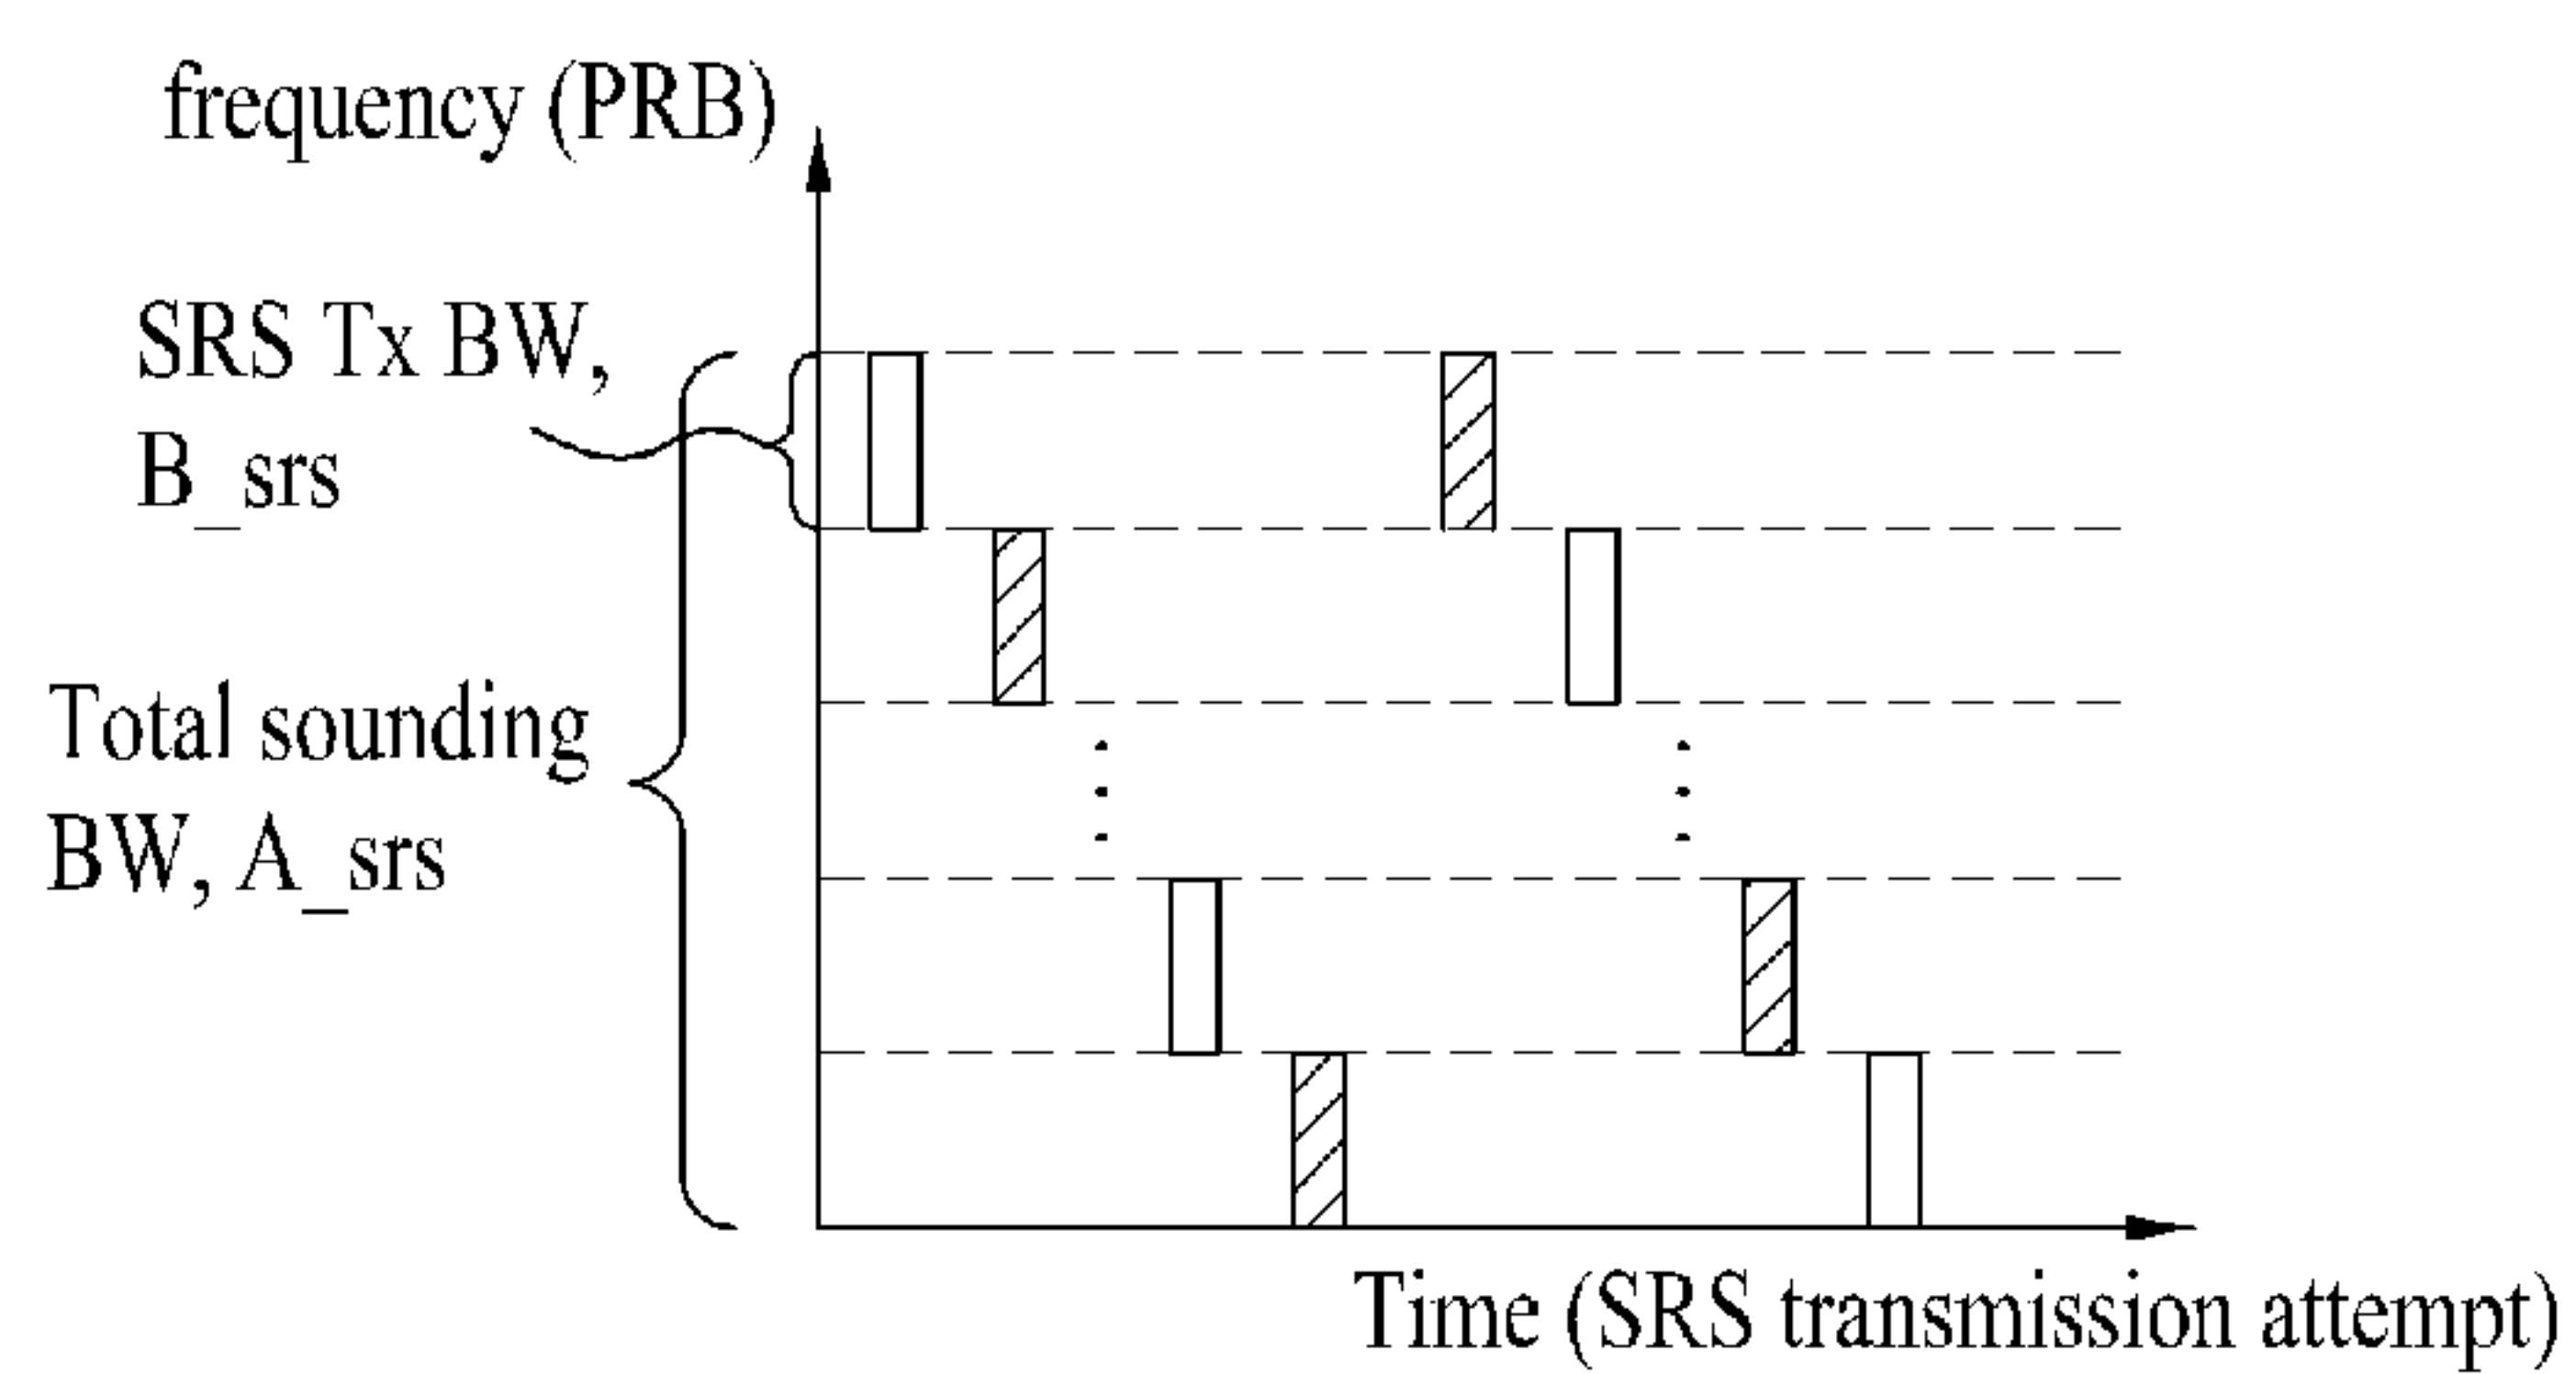 frequency (PRB)
SRS Tx BW,
B_srs
Total sounding
BW, A_srs
Time (SRS transmission attempt)